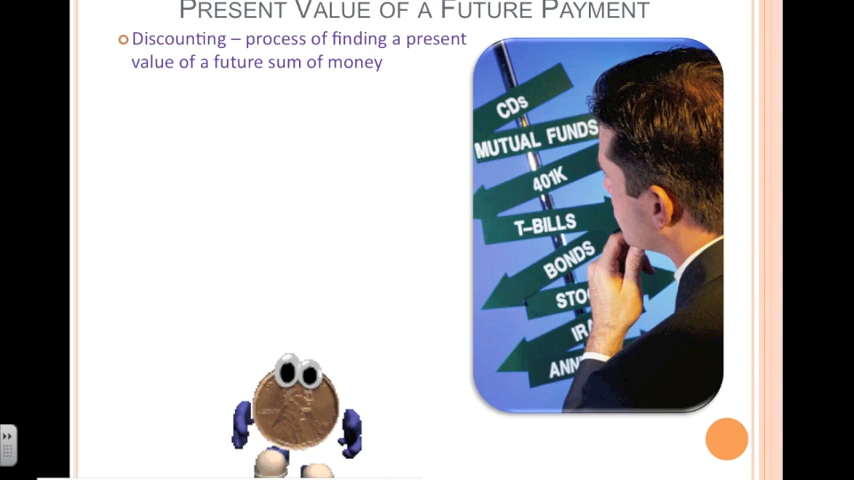 PRESENT VALUE OF A FUTURE PAYMENT
Discounting – process of finding a present
value of a future sum of money
CDs
MUTUAL FUNDS
401K
T-BILLS
BONDS